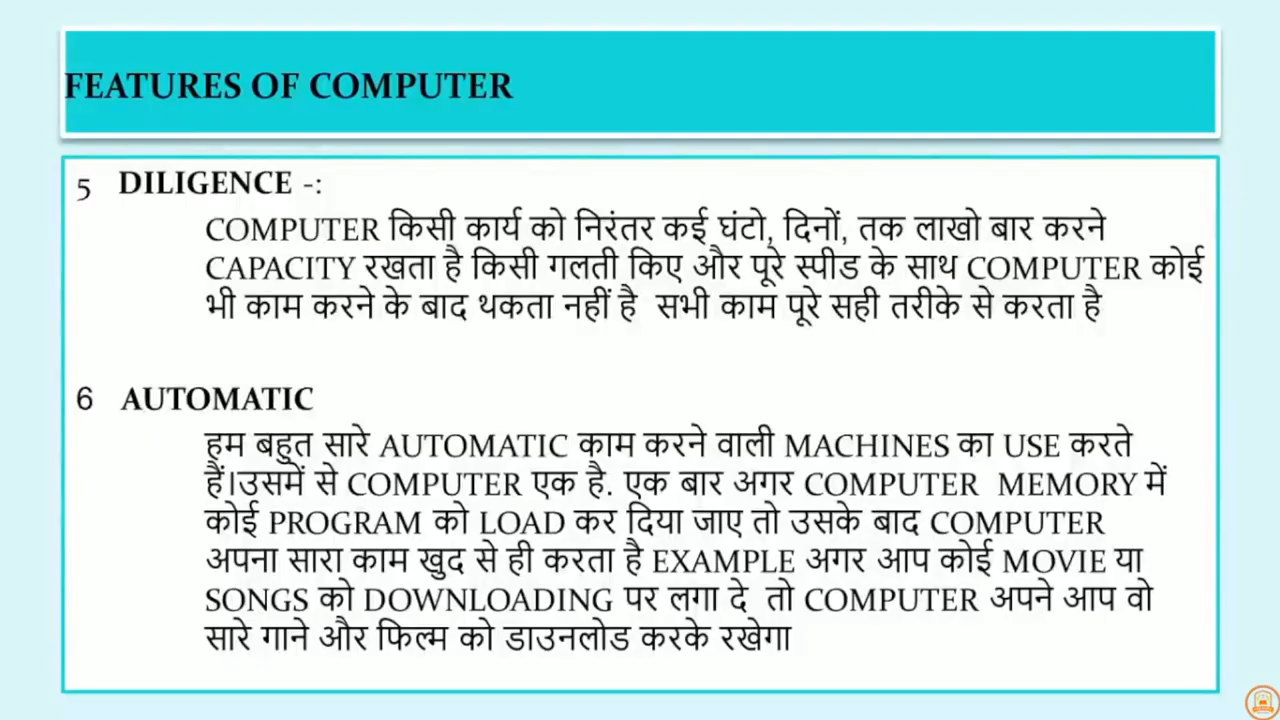 FEATURES OF COMPUTER
5 DILIGENCE -:
COMPUTER किसी कार्य को निरंतर कई घंटो, दिनों, तक लाखो बार करने
CAPACITY रखता है किसी गलती किए और पूरे स्पीड के साथ COMPUTER कोई
भी काम करने के बाद थकता नहीं है सभी काम पूरे सही तरीके से करता है
6 AUTOMATIC
हम बहुत सारे AUTOMATIC काम करने वाली MACHINES का USE करते
हैं।उसमें से COMPUTER एक है. एक बार अगर COMPUTER MEMORY में
कोई PROGRAM को LOAD कर दिया जाए तो उसके बाद COMPUTER
अपना सारा काम खुद से ही करता है EXAMPLE अगर आप कोई MOVIE या
SONGS को DOWNLOADING पर लगा दे तो COMPUTER अपने आप वो
सारे गाने और फिल्म को डाउनलोड करके रखेगा